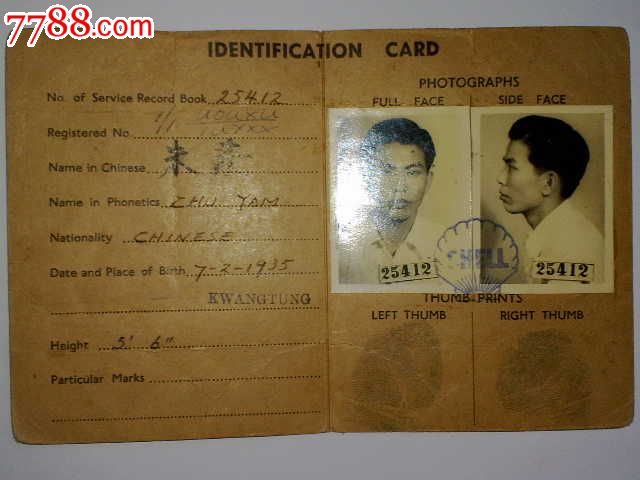 7788.com
IDENTIFICATION CARD
No. of Service Record Book 25412
Registered No.
Name in Chinese 朱
Name in Phonetics CHU YAM
Nationality CHINESE
Date and Place of Birth 7-2-1935
KWANGTUNG
Height 5' 6"
Particular Marks
PHOTOGRAPHS
FULL FACE SIDE FACE
25412 SHELL 25412
THUMB-PRINTS
LEFT THUMB RIGHT THUMB